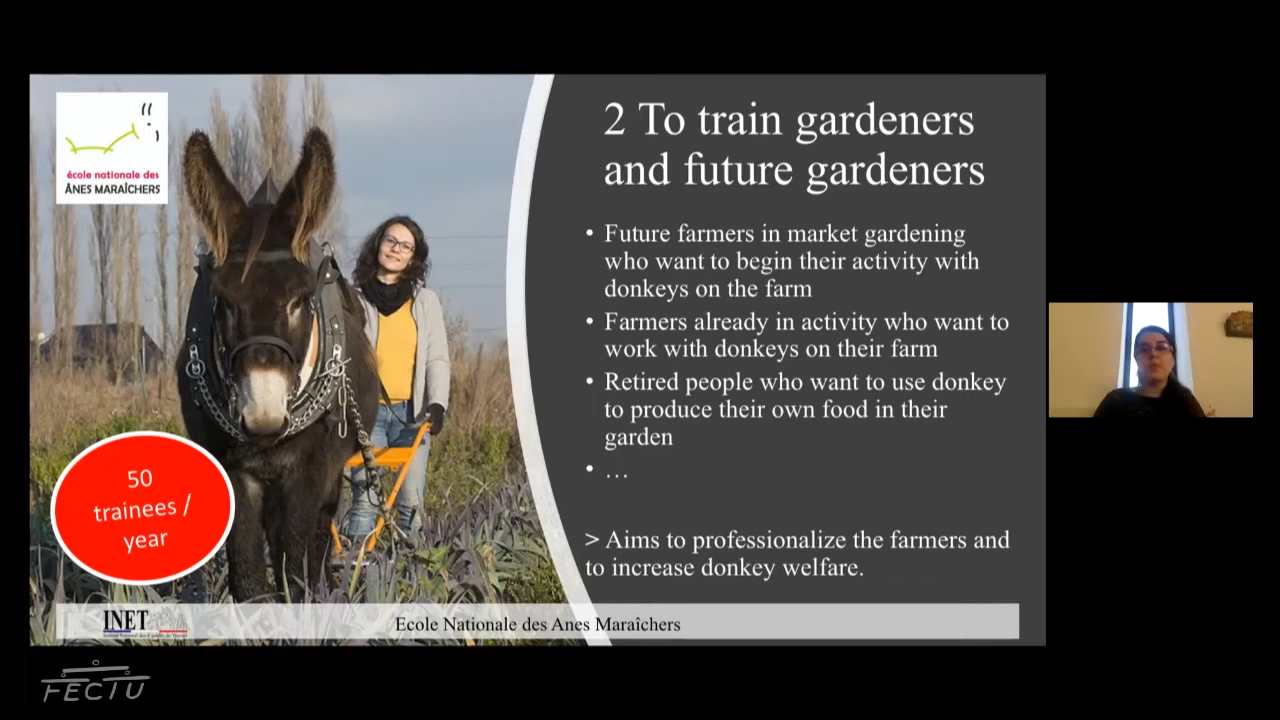 école nationale des
ÂNES MARAÎCHERS
2 To train gardeners
and future gardeners
• Future farmers in market gardening
who want to begin their activity with
donkeys on the farm
• Farmers already in activity who want to
work with donkeys on their farm
• Retired people who want to use donkey
to produce their own food in their
garden
• …
> Aims to professionalize the farmers and
to increase donkey welfare.
50
trainees /
year
INET
Ecole Nationale des Anes Maraîchers
FECTU